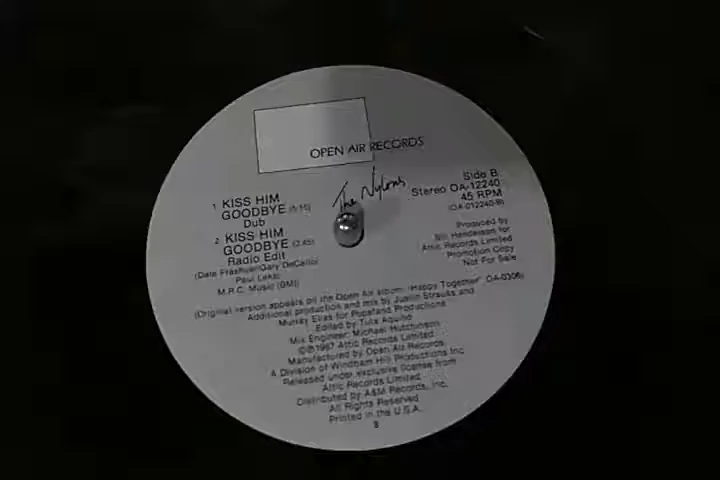 OPEN AIR RECORDS
The Nylons
Side B
Stereo OA-12240
45 RPM
(OA-012240-B)
1. KISS HIM
GOODBYE
Dub
2. KISS HIM
GOODBYE (3:45)
Radio Edit
(Dale Frashuer/Gary DeCarlo/
Paul Leka)
M.R.C. Music (BMI)
Produced by
Bill Henderson for
Attic Records Limited
Promotion Copy
Not For Sale
(Original version appears on the Open Air album: "Happy Together" OA-0306)
Additional production and mix by Justin Strauss and
Murray Elias for Popstand Productions
Edited by Tuta Aquino
Mix Engineer: Michael Hutchinson
©℗1987 Attic Records Limited
Manufactured by Open Air Records
A Division of Windham Hill Productions Inc.
Released under exclusive license from
Attic Records Limited
Distributed by A&M Records, Inc.
All Rights Reserved
Printed in the U.S.A.